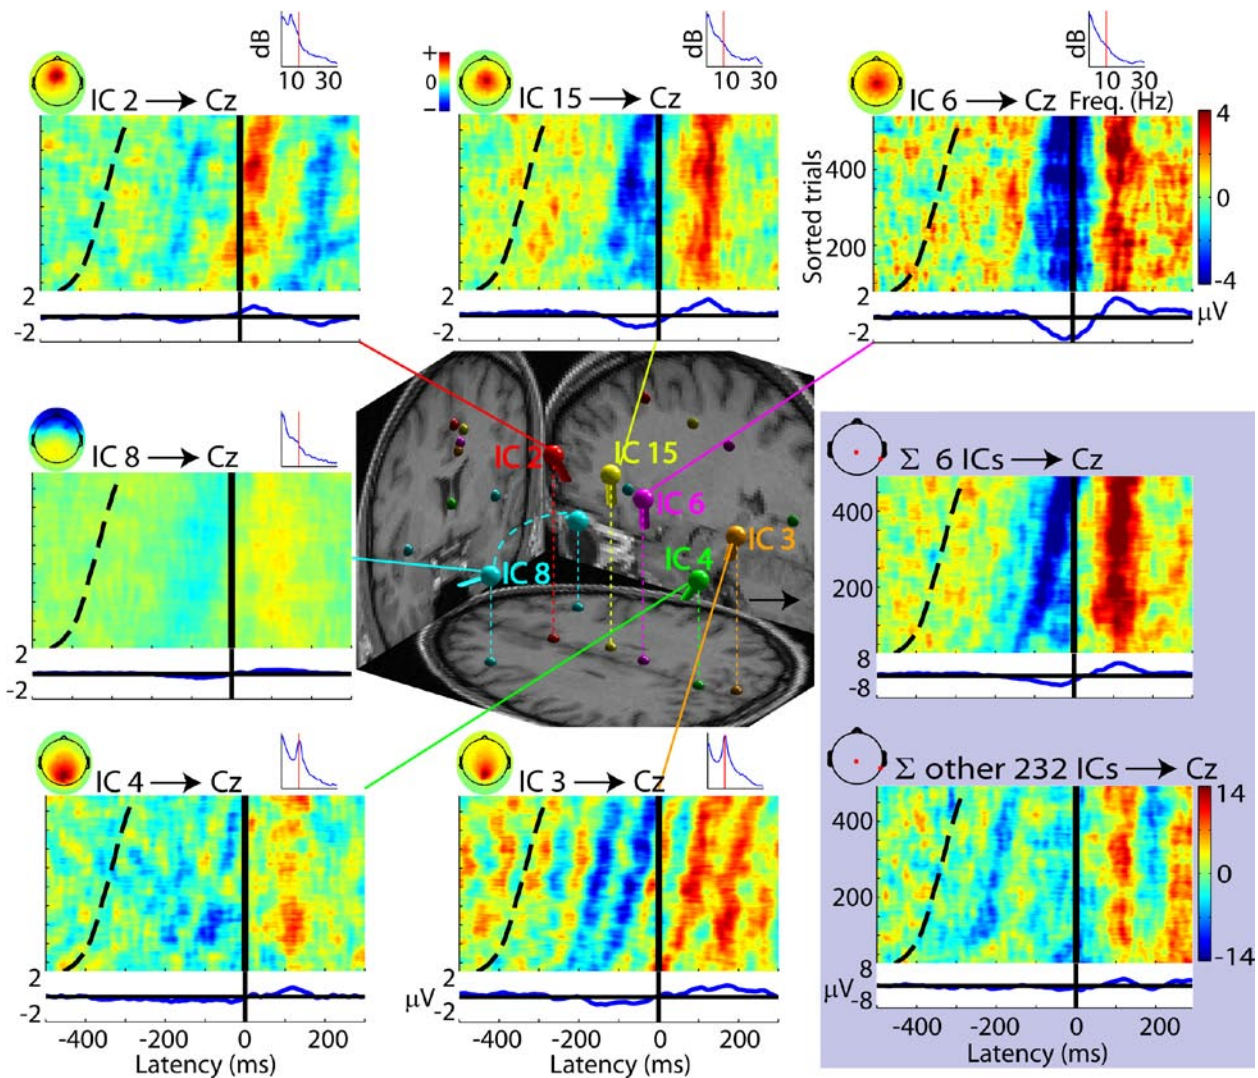 dB
10 30
IC 2 → Cz
2
-2
+
0
−
dB
10 30
IC 15 → Cz
2
-2
dB
10 30
IC 6 → Cz Freq. (Hz)
Sorted trials
400
200
4
0
-4
μV
2
2
IC 8 → Cz
2
-2
IC 2
IC 15
IC 6
IC 8
IC 4
IC 3
Σ 6 ICs → Cz
400
200
8
-8
IC 4 → Cz
2
-2
-400 -200 0 200
Latency (ms)
IC 3 → Cz
μV
2
-2
-400 -200 0 200
Latency (ms)
Σ other 232 ICs → Cz
400
200
0
14
0
-14
μV
8
-8
-400 -200 0 200
Latency (ms)